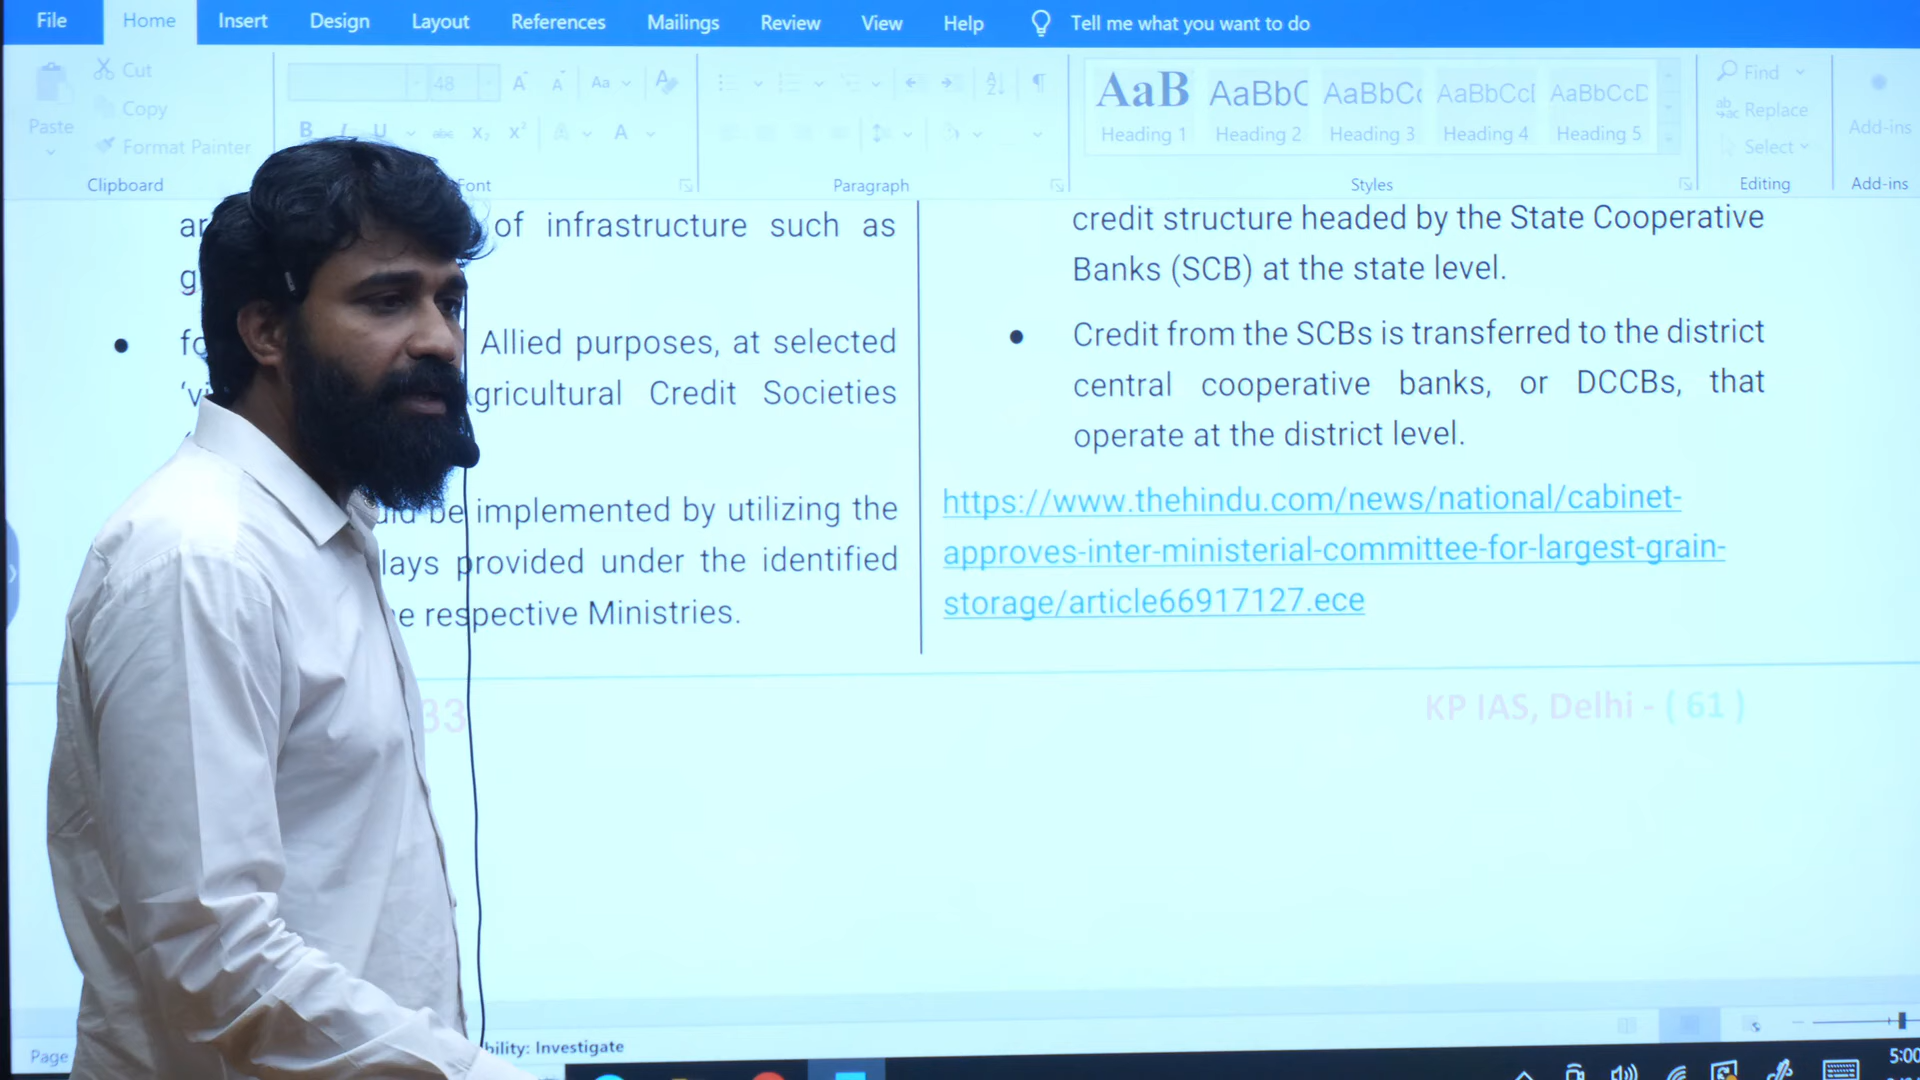 File Home Insert Design Layout References Mailings Review View Help Tell me what you want to do
Cut
Copy
Paste
Format Painter
Clipboard
48
Aa
B I U abc X₂ X² A A
Font
Paragraph
AaB AaBbC AaBbCc AaBbCcI AaBbCcD
Heading 1 Heading 2 Heading 3 Heading 4 Heading 5
Styles
Find
Replace
Select
Editing
Add-ins
Add-ins
of infrastructure such as
Allied purposes, at selected
gricultural Credit Societies
be implemented by utilizing the
lays provided under the identified
e respective Ministries.
33
credit structure headed by the State Cooperative
Banks (SCB) at the state level.
● Credit from the SCBs is transferred to the district
central cooperative banks, or DCCBs, that
operate at the district level.
https://www.thehindu.com/news/national/cabinet-
approves-inter-ministerial-committee-for-largest-grain-
storage/article66917127.ece
KP IAS, Delhi - ( 61 )
Page
bility: Investigate
5:00